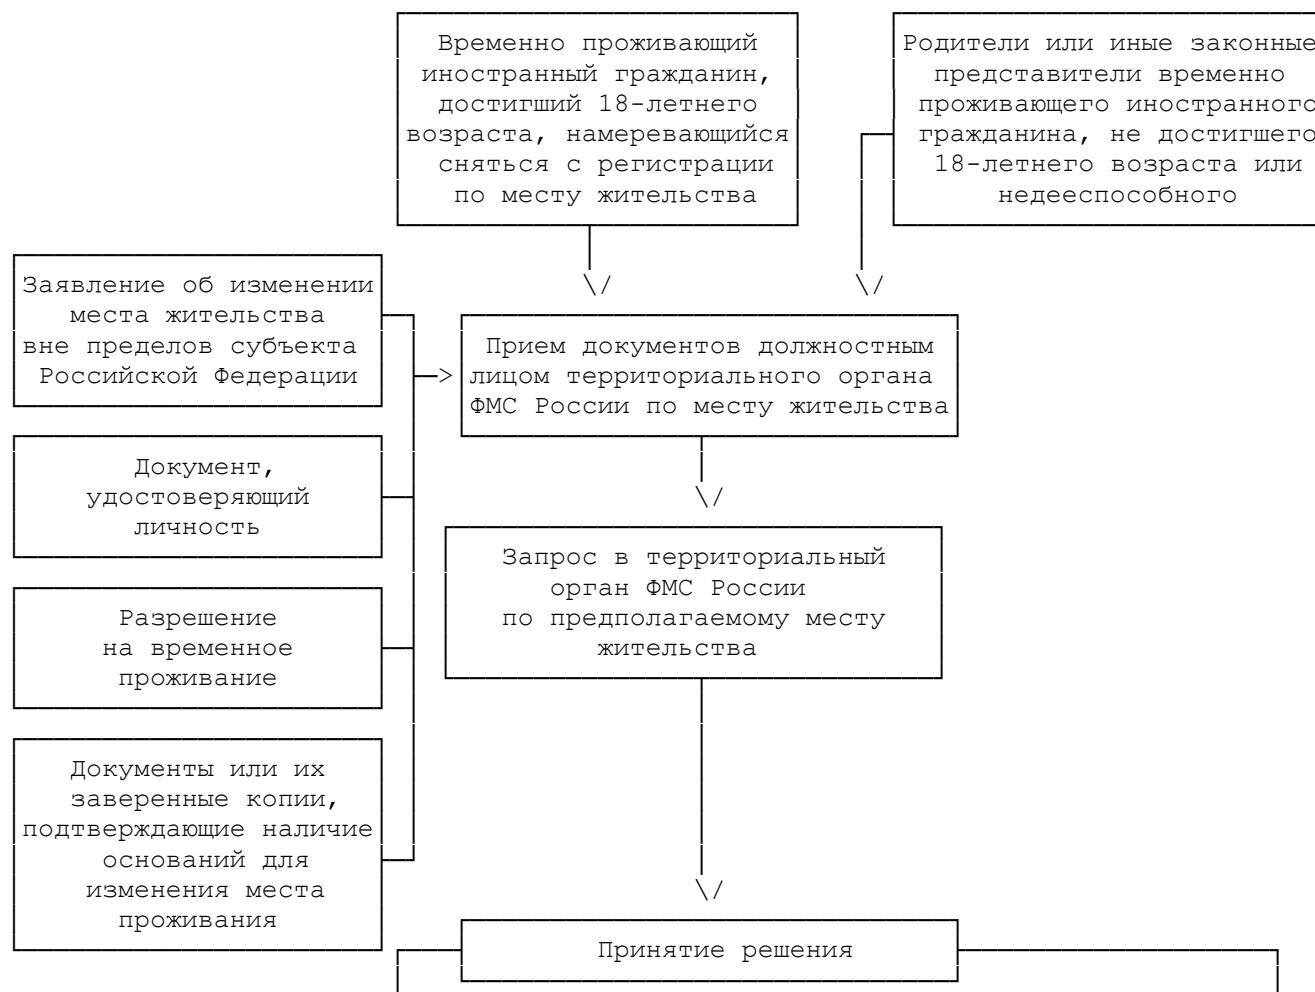 Временно проживающий
иностранный гражданин,
достигший 18-летнего
возраста, намеревающийся
сняться с регистрации
по месту жительства
Родители или иные законные
представители временно
проживающего иностранного
гражданина, не достигшего
18-летнего возраста или
недееспособного
Заявление об изменении
места жительства
вне пределов субъекта
Российской Федерации
Прием документов должностным
лицом территориального органа
ФМС России по месту жительства
Документ,
удостоверяющий
личность
Запрос в территориальный
орган ФМС России
по предполагаемому месту
жительства
Разрешение
на временное
проживание
Документы или их
заверенные копии,
подтверждающие наличие
оснований для
изменения места
проживания
Принятие решения